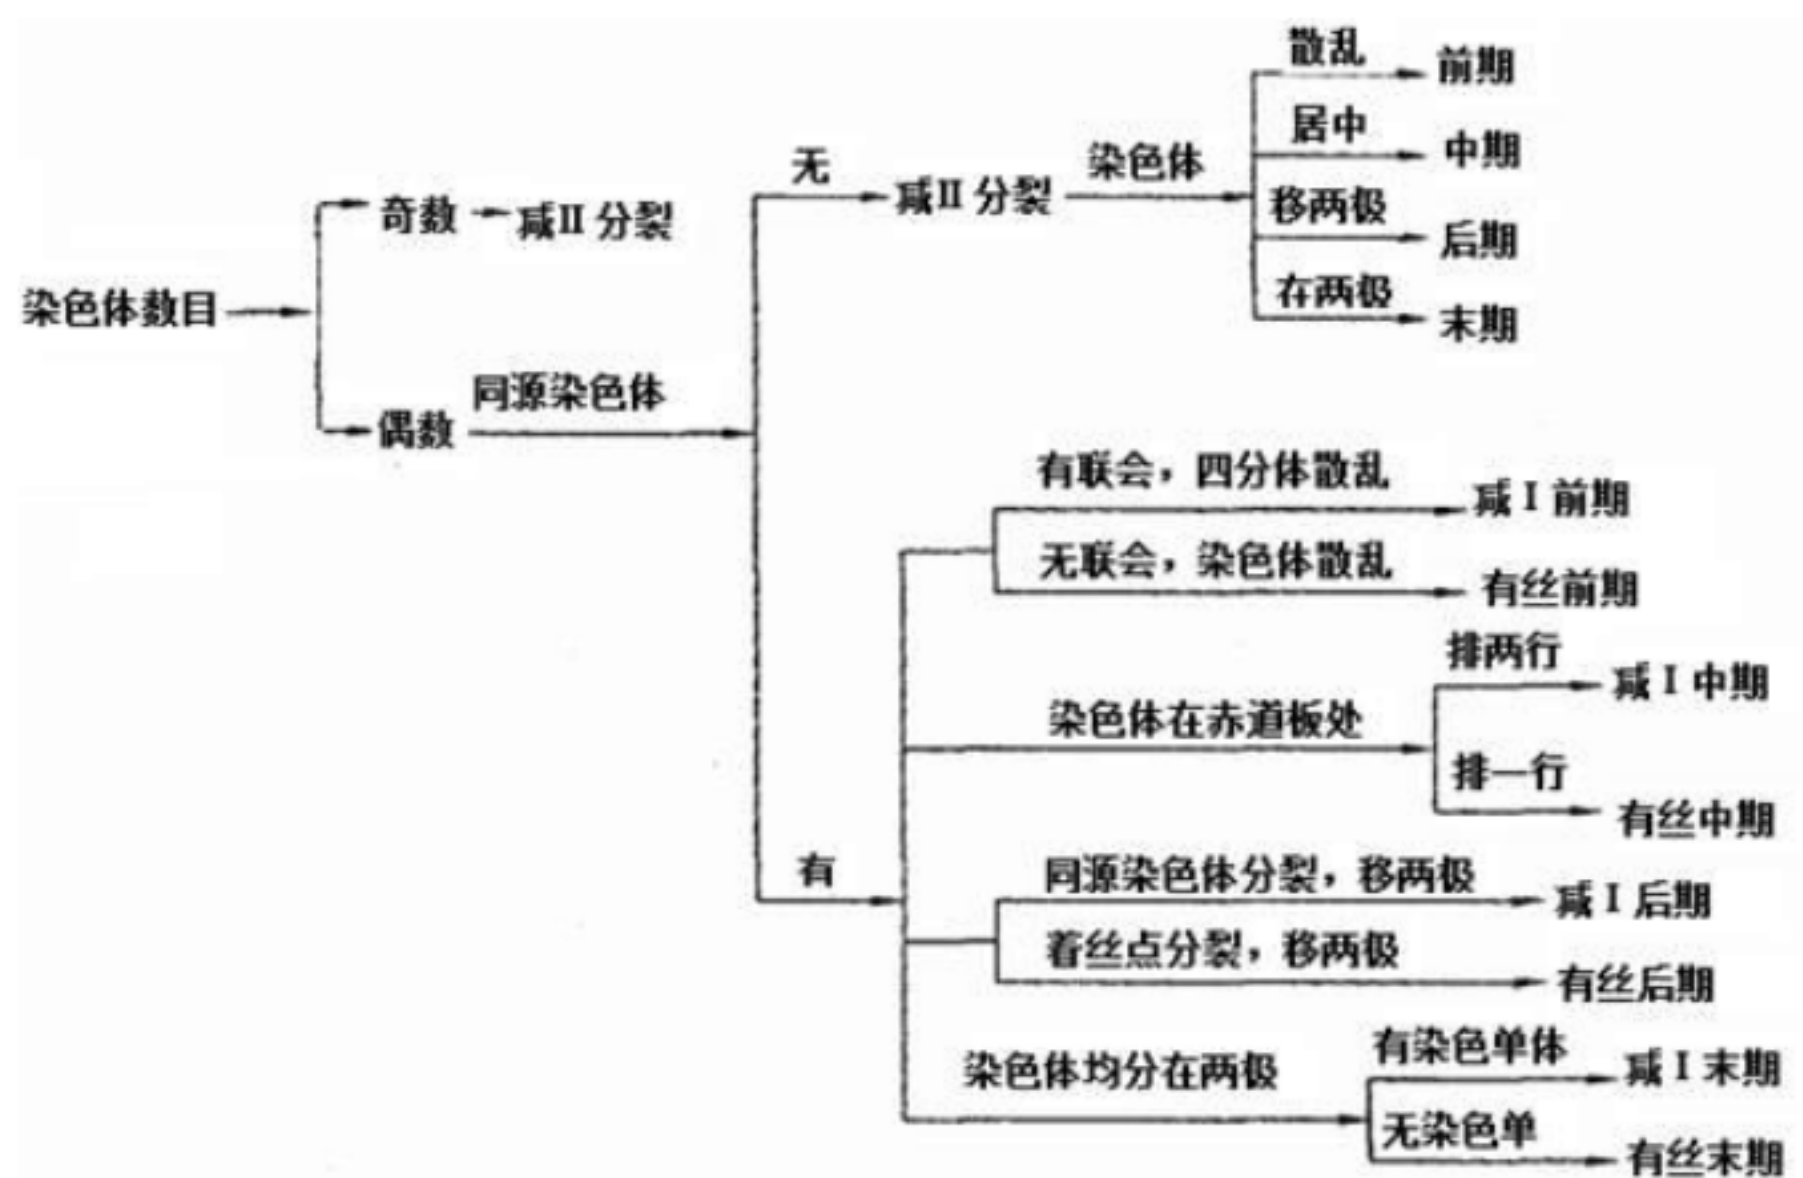 染色体数目
奇数
减II 分裂
偶数
同源染色体
无
减II 分裂
染色体
散乱
前期
居中
中期
移两极
后期
在两极
末期
有
有联会，四分体散乱
减 I 前期
无联会，染色体散乱
有丝前期
染色体在赤道板处
排两行
减 I 中期
排一行
有丝中期
同源染色体分裂，移两极
减 I 后期
着丝点分裂，移两极
有丝后期
染色体均分在两极
有染色单体
减 I 末期
无染色单
有丝末期